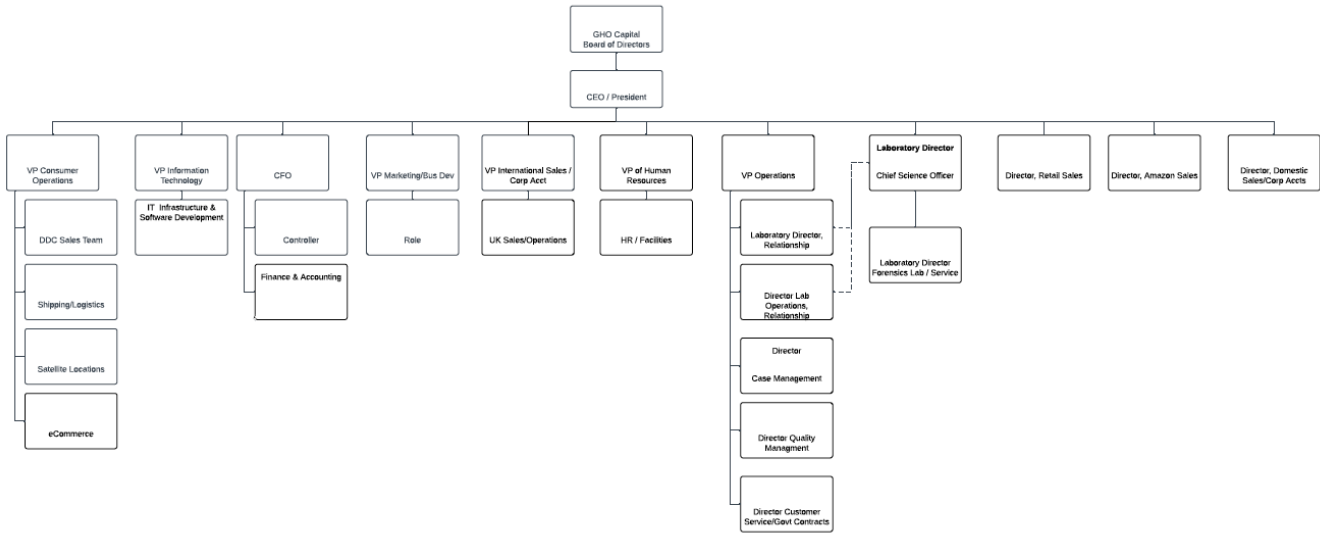 GHO Capital
Board of Directors
CEO / President
VP Consumer
Operations
VP Information
Technology
CFO
VP Marketing/Bus Dev
VP International Sales /
Corp Acct
VP of Human
Resources
VP Operations
Laboratory Director
Chief Science Officer
Director, Retail Sales
Director, Amazon Sales
Director, Domestic
Sales/Corp Accts
DDC Sales Team
Shipping/Logistics
Satellite Locations
eCommerce
IT Infrastructure &
Software Development
Controller
Finance & Accounting
Role
UK Sales/Operations
HR / Facilities
Laboratory Director,
Relationship
Director Lab
Operations,
Relationship
Director
Case Management
Director Quality
Managment
Director Customer
Service/Govt Contracts
Laboratory Director
Forensics Lab / Service